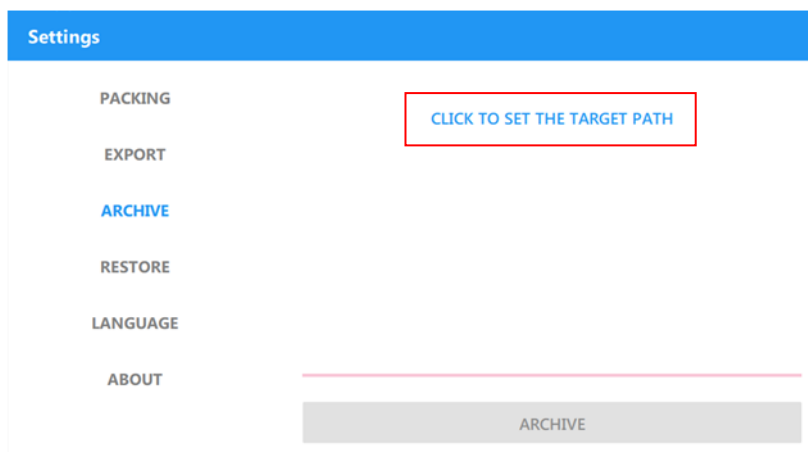 Settings
PACKING
EXPORT
ARCHIVE
RESTORE
LANGUAGE
ABOUT
CLICK TO SET THE TARGET PATH
ARCHIVE